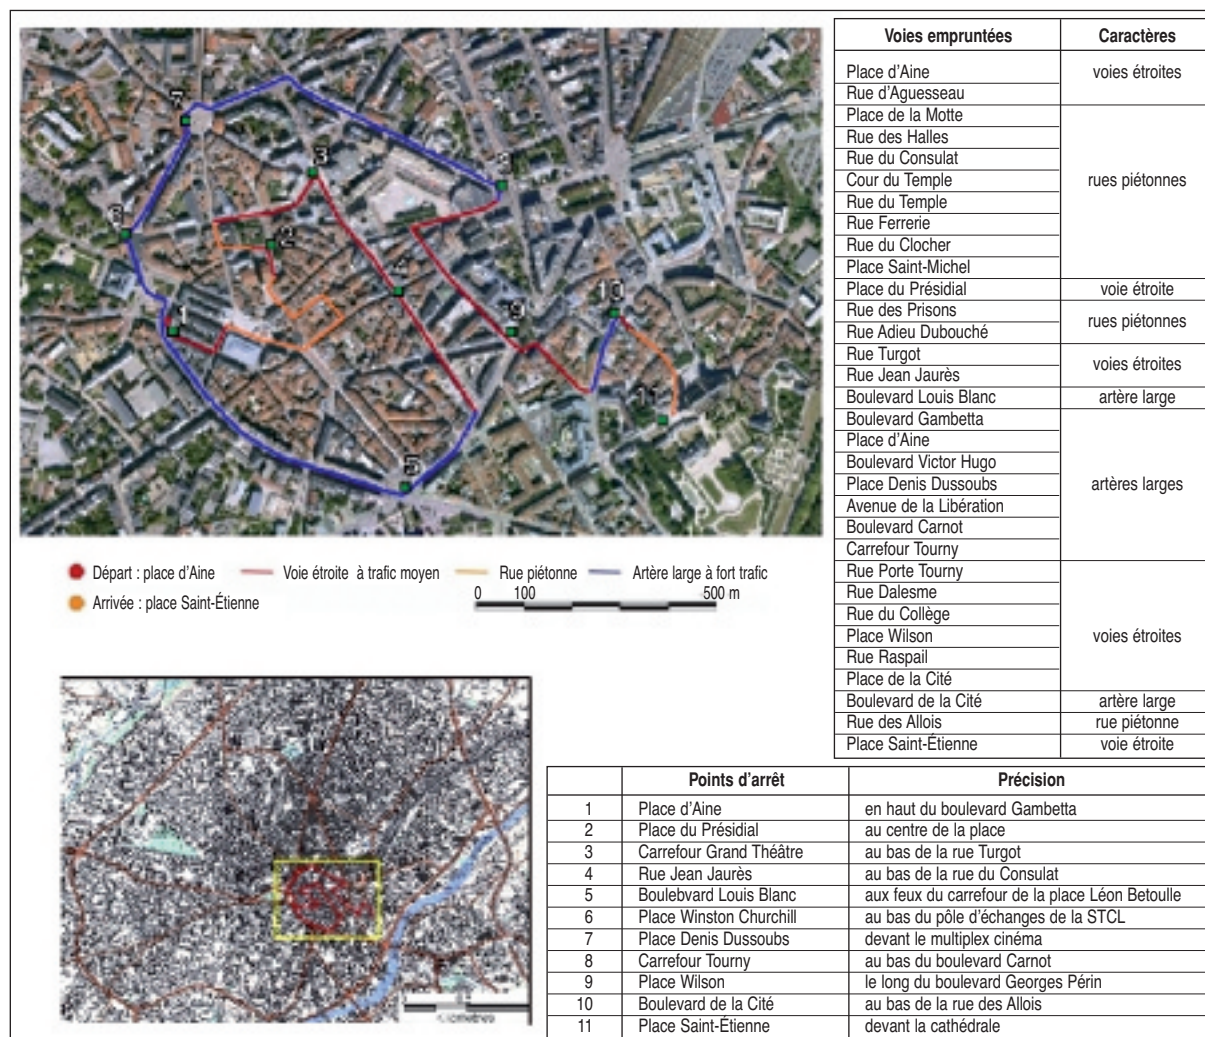 7
3
8
6
2
4
1
9
10
11
5
Départ : place d'Aine
Voie étroite à trafic moyen
Rue piétonne
Artère large à fort trafic
Arrivée : place Saint-Étienne
0 100 500 m
Voies empruntées Caractères
Place d'Aine voies étroites
Rue d'Aguesseau
Place de la Motte
Rue des Halles
Rue du Consulat
Cour du Temple rues piétonnes
Rue du Temple
Rue Ferrerie
Rue du Clocher
Place Saint-Michel
Place du Présidial voie étroite
Rue des Prisons rues piétonnes
Rue Adieu Dubouché
Rue Turgot voies étroites
Rue Jean Jaurès
Boulevard Louis Blanc artère large
Boulevard Gambetta
Place d'Aine
Boulevard Victor Hugo
Place Denis Dussoubs artères larges
Avenue de la Libération
Boulevard Carnot
Carrefour Tourny
Rue Porte Tourny
Rue Dalesme
Rue du Collège
Place Wilson voies étroites
Rue Raspail
Place de la Cité
Boulevard de la Cité artère large
Rue des Allois rue piétonne
Place Saint-Étienne voie étroite
Points d'arrêt Précision
1 Place d'Aine en haut du boulevard Gambetta
2 Place du Présidial au centre de la place
3 Carrefour Grand Théâtre au bas de la rue Turgot
4 Rue Jean Jaurès au bas de la rue du Consulat
5 Boulebvard Louis Blanc aux feux du carrefour de la place Léon Betoulle
6 Place Winston Churchill au bas du pôle d'échanges de la STCL
7 Place Denis Dussoubs devant le multiplex cinéma
8 Carrefour Tourny au bas du boulevard Carnot
9 Place Wilson le long du boulevard Georges Périn
10 Boulevard de la Cité au bas de la rue des Allois
11 Place Saint-Étienne devant la cathédrale